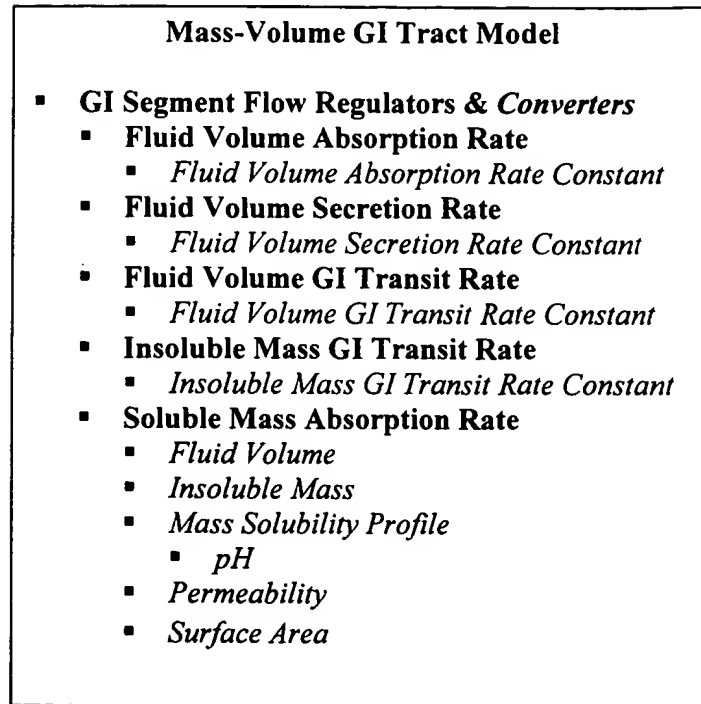 Mass-Volume GI Tract Model
▪ GI Segment Flow Regulators & Converters
▪ Fluid Volume Absorption Rate
▪ Fluid Volume Absorption Rate Constant
▪ Fluid Volume Secretion Rate
▪ Fluid Volume Secretion Rate Constant
▪ Fluid Volume GI Transit Rate
▪ Fluid Volume GI Transit Rate Constant
▪ Insoluble Mass GI Transit Rate
▪ Insoluble Mass GI Transit Rate Constant
▪ Soluble Mass Absorption Rate
▪ Fluid Volume
▪ Insoluble Mass
▪ Mass Solubility Profile
▪ pH
▪ Permeability
▪ Surface Area